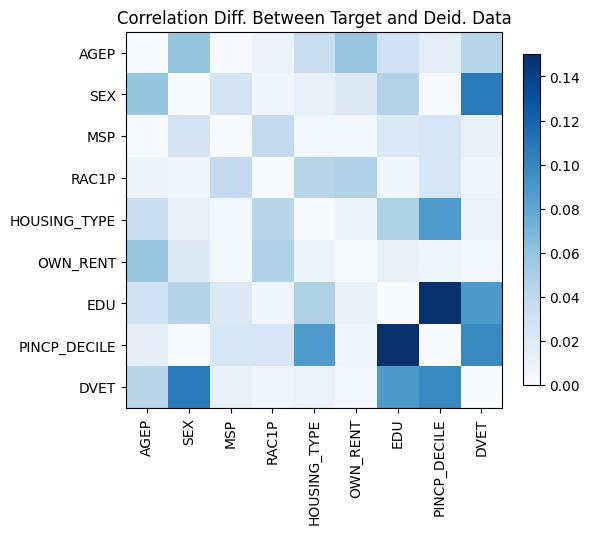 Correlation Diff. Between Target and Deid. Data
AGEP
SEX
MSP
RAC1P
HOUSING_TYPE
OWN_RENT
EDU
PINCP_DECILE
DVET
AGEP
SEX
MSP
RAC1P
HOUSING_TYPE
OWN_RENT
EDU
PINCP_DECILE
DVET
0.14
0.12
0.10
0.08
0.06
0.04
0.02
0.00